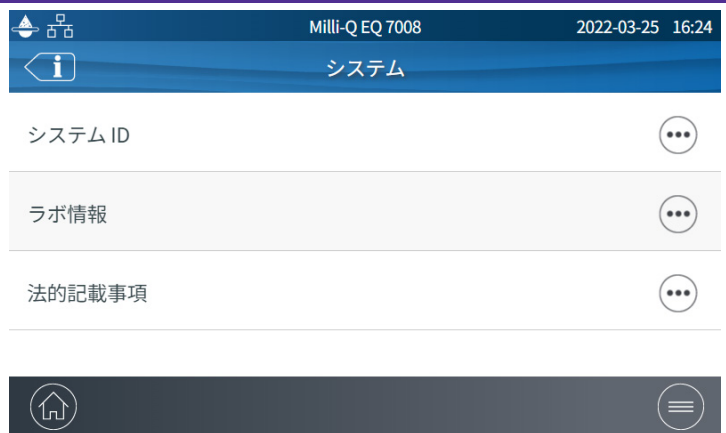 Milli-Q EQ 7008 2022-03-25 16:24
システム
システム ID
ラボ情報
法的記載事項